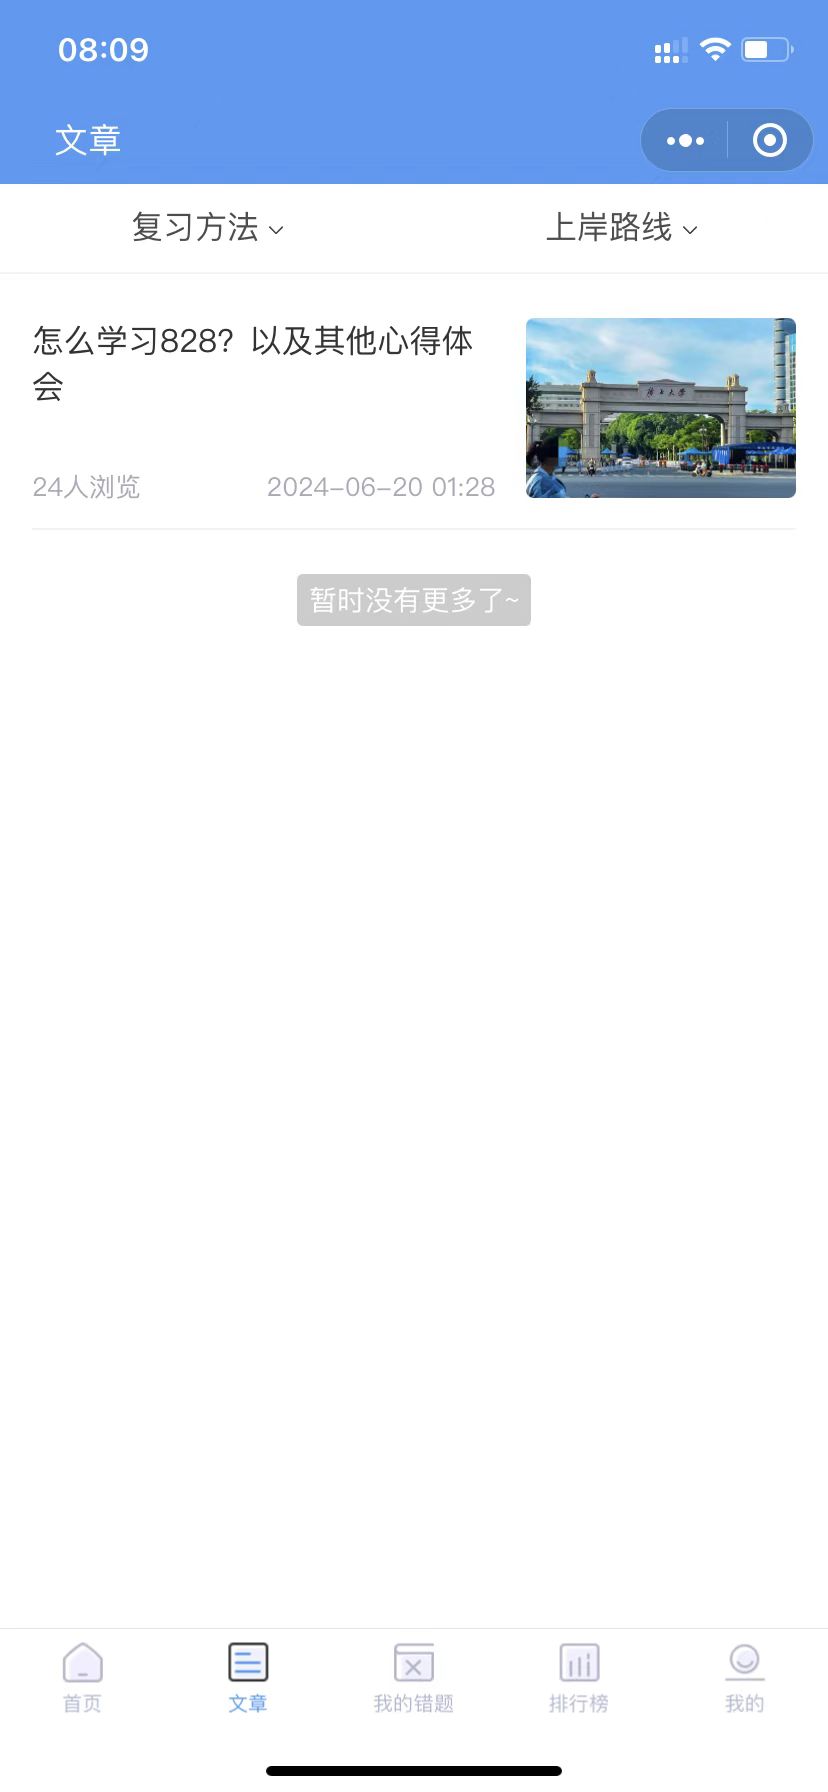 08:09
文章
复习方法
上岸路线
怎么学习828？以及其他心得体
会
24人浏览
2024-06-20 01:28
暂时没有更多了~
首页
文章
我的错题
排行榜
我的